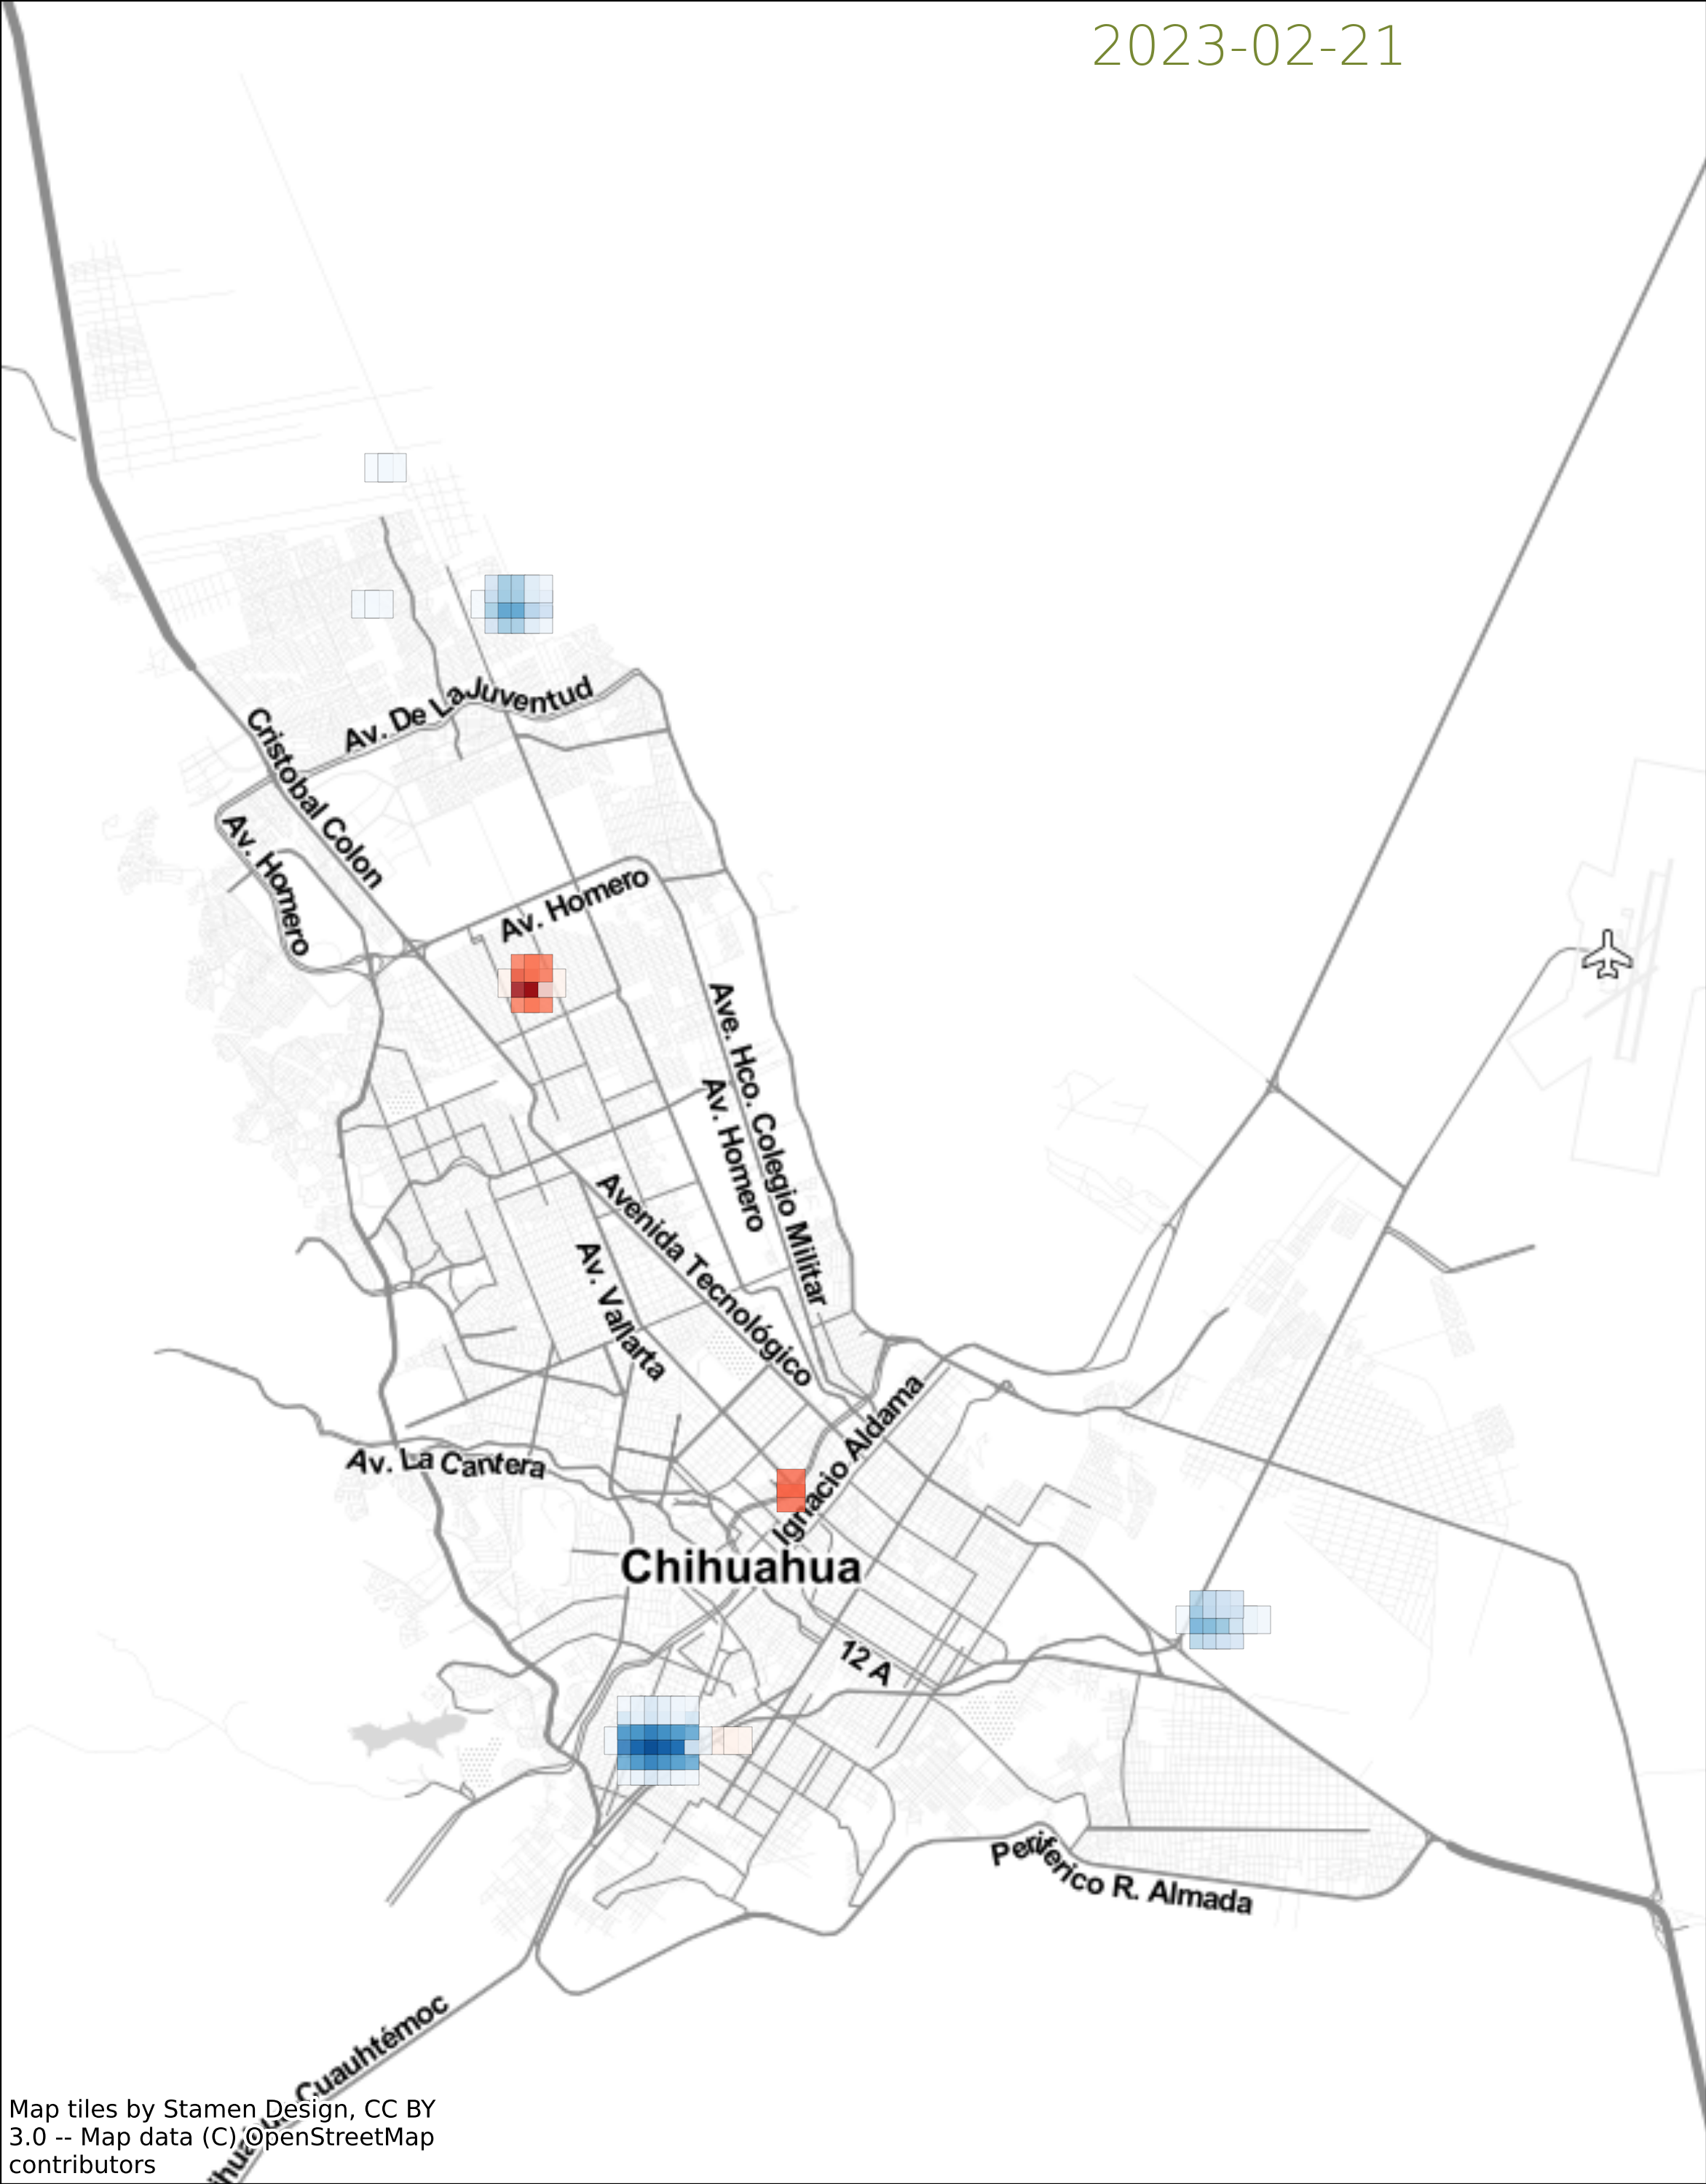 2023-02-21
Av. De La Juventud
Cristobal Colon
Av. Homero
Av. Homero
Ave. Hco. Colegio Militar
Av. Homero
Avenida Tecnológico
Av. Vallarta
Ignacio Aldama
Av. La Cantera
Chihuahua
12 A
Periferico R. Almada
Cuauhtémoc
Map tiles by Stamen Design, CC BY
3.0 -- Map data (C) OpenStreetMap
contributors